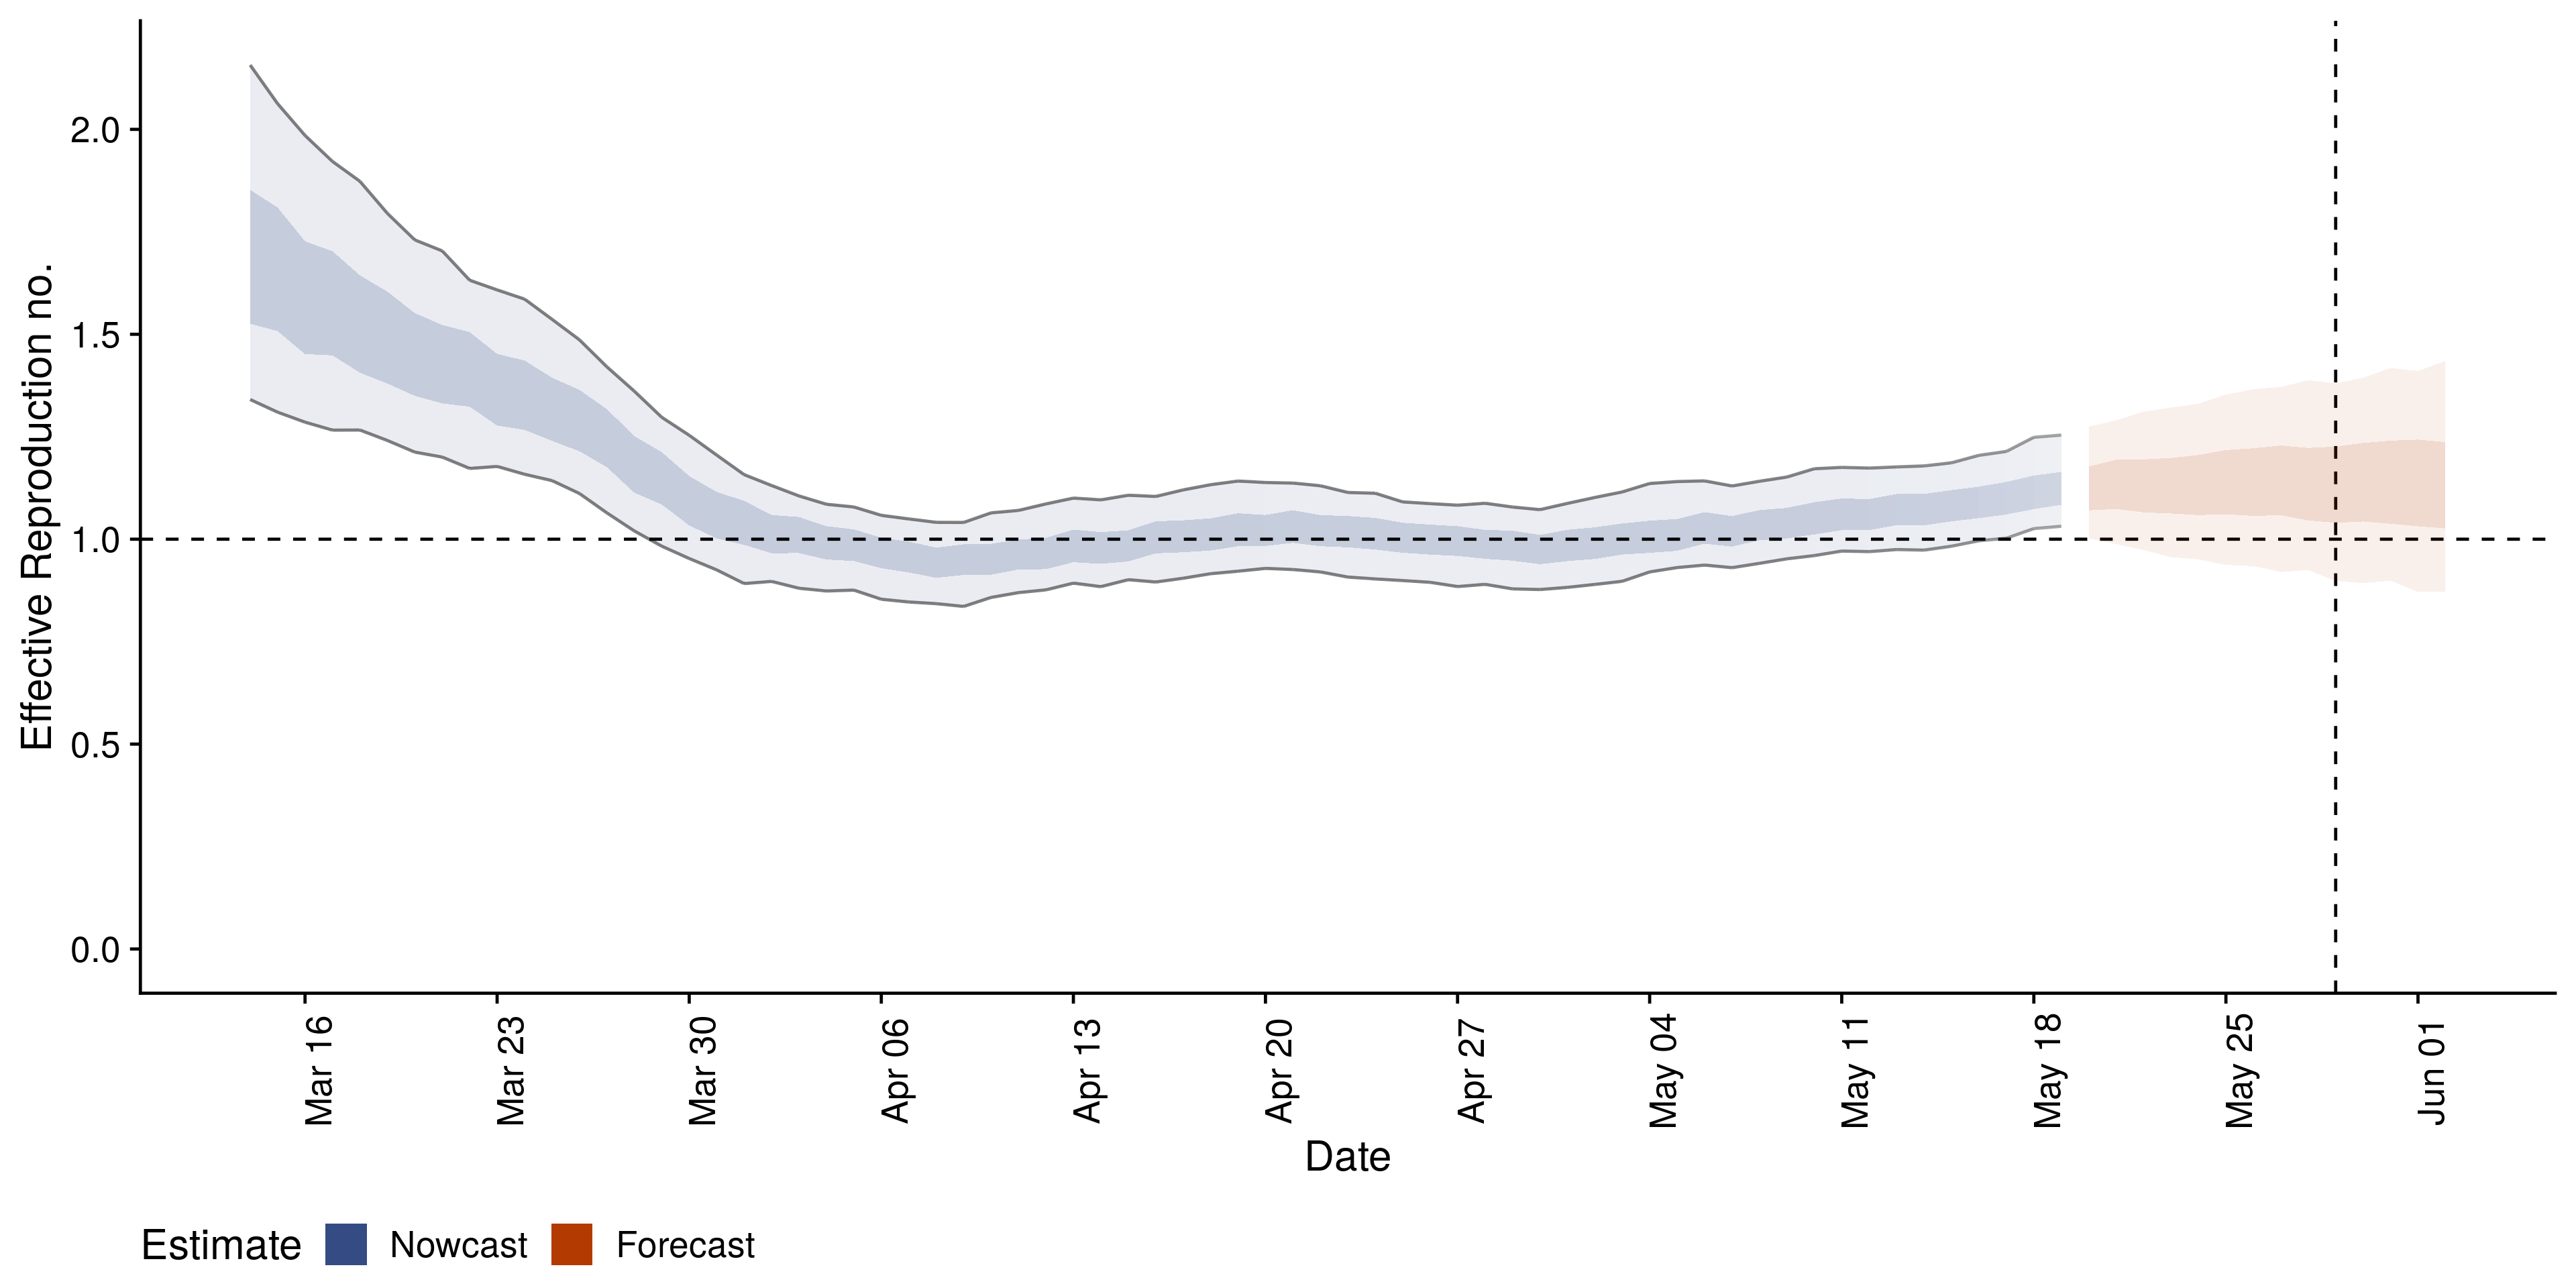 Effective Reproduction no.
2.0
1.5
1.0
0.5
0.0
Mar 16
Mar 23
Mar 30
Apr 06
Apr 13
Apr 20
Apr 27
May 04
May 11
May 18
May 25
Jun 01
Date
Estimate Nowcast Forecast